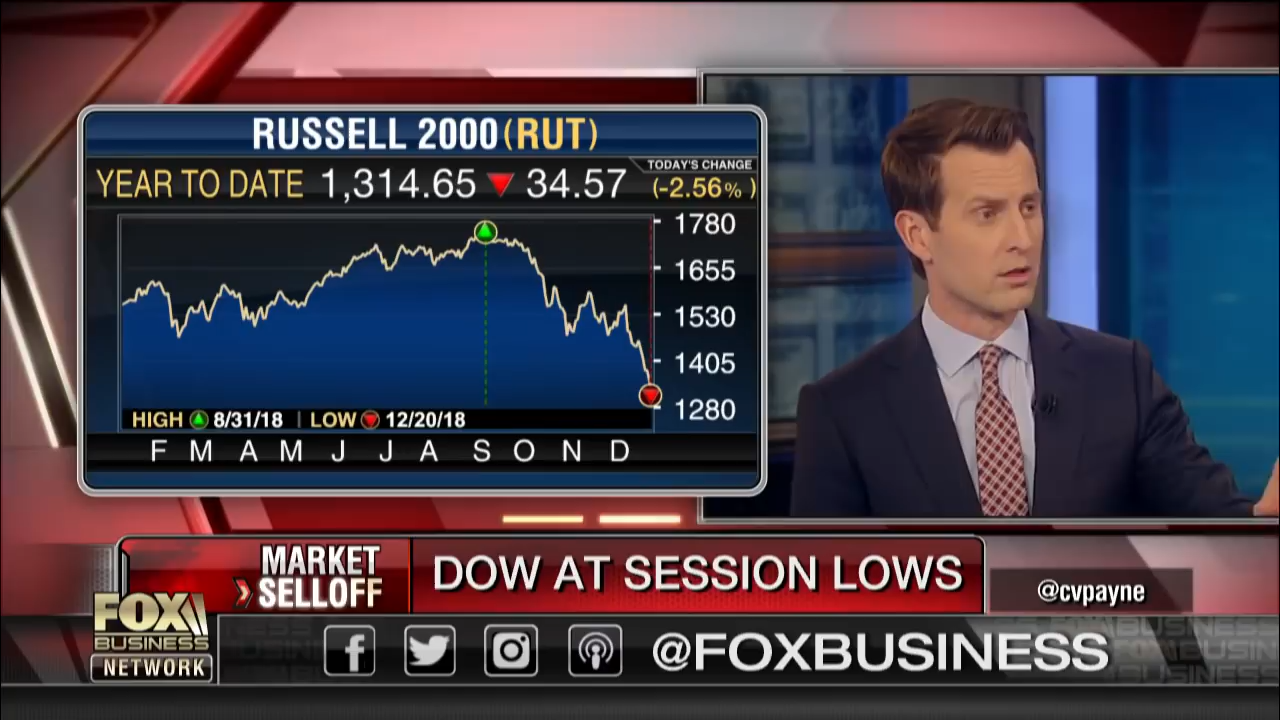 RUSSELL 2000 (RUT)
TODAY'S CHANGE
YEAR TO DATE 1,314.65 ▼ 34.57 (-2.56%)
1780
1655
1530
1405
1280
HIGH 8/31/18 | LOW 12/20/18
F M A M J J A S O N D
MARKET
SELLOFF
DOW AT SESSION LOWS
@cvpayne
FOX
BUSINESS
NETWORK
@FOXBUSINESS